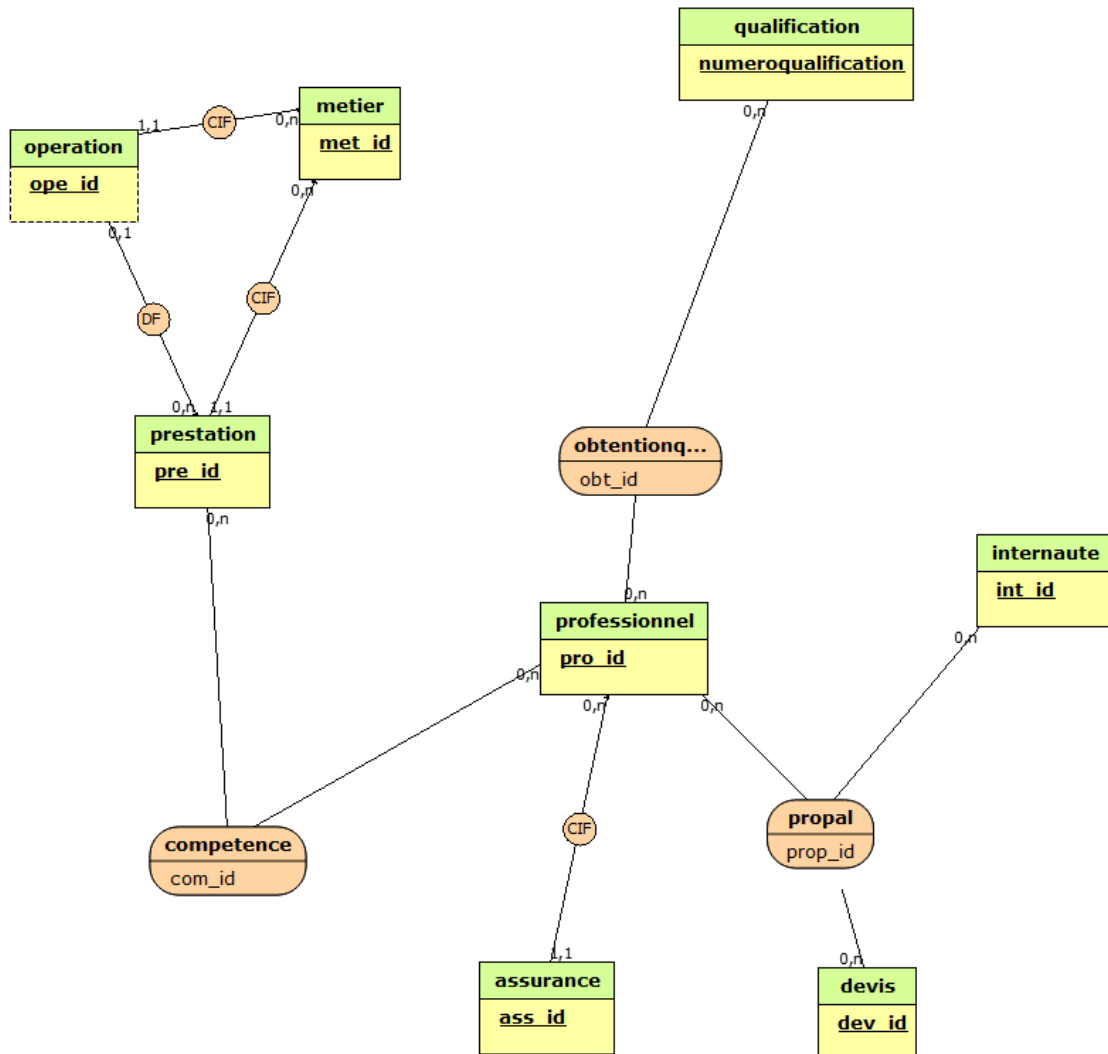 qualification
numeroqualification
0,n
metier
met_id
1,1
CIF
0,n
operation
ope_id
0,n
0,1
CIF
DF
0,n
1,1
prestation
pre_id
0,n
obtentionq...
obt_id
internaute
int_id
0,n
0,n
professionnel
pro_id
0,n
0,n
0,n
CIF
propal
prop_id
competence
com_id
1,1
0,n
assurance
ass_id
devis
dev_id